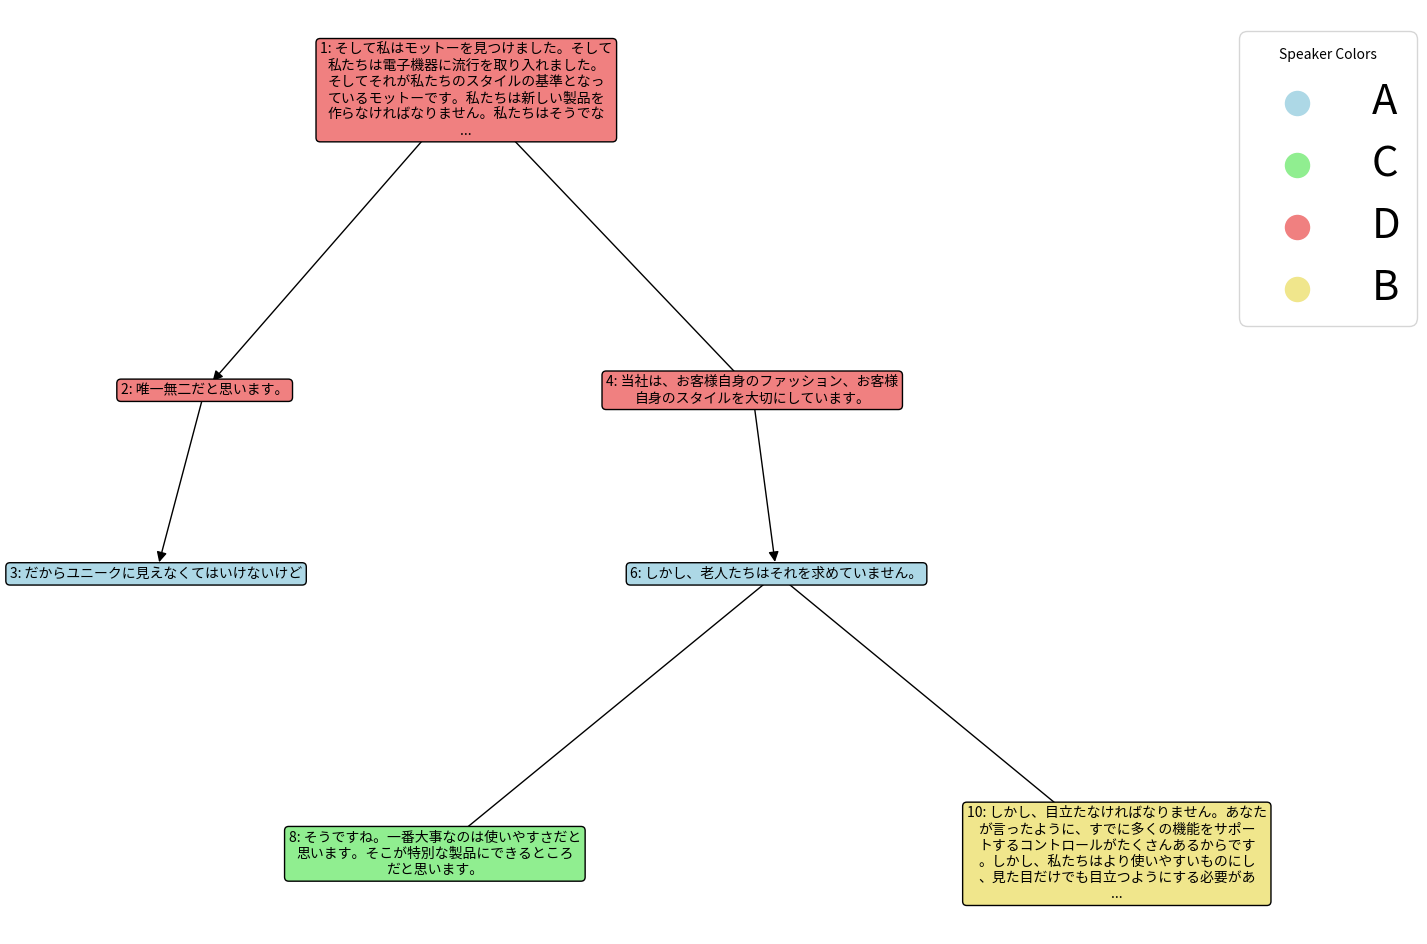 1: そして私はモットーを見つけました。そして
私たちは電子機器に流行を取り入れました。
そしてそれが私たちのスタイルの基準となっ
ているモットーです。私たちは新しい製品を
作らなければなりません。私たちはそうでな
...
Speaker Colors
A
C
D
B
2: 唯一無二だと思います。
4: 当社は、お客様自身のファッション、お客様
自身のスタイルを大切にしています。
3: だからユニークに見えなくてはいけないけど
6: しかし、老人たちはそれを求めていません。
8: そうですね。一番大事なのは使いやすさだと
思います。そこが特別な製品にできるところ
だと思います。
10: しかし、目立たなければなりません。あなた
が言ったように、すでに多くの機能をサポー
トするコントロールがたくさんあるからです
。しかし、私たちはより使いやすいものにし
、見た目だけでも目立つようにする必要があ
...